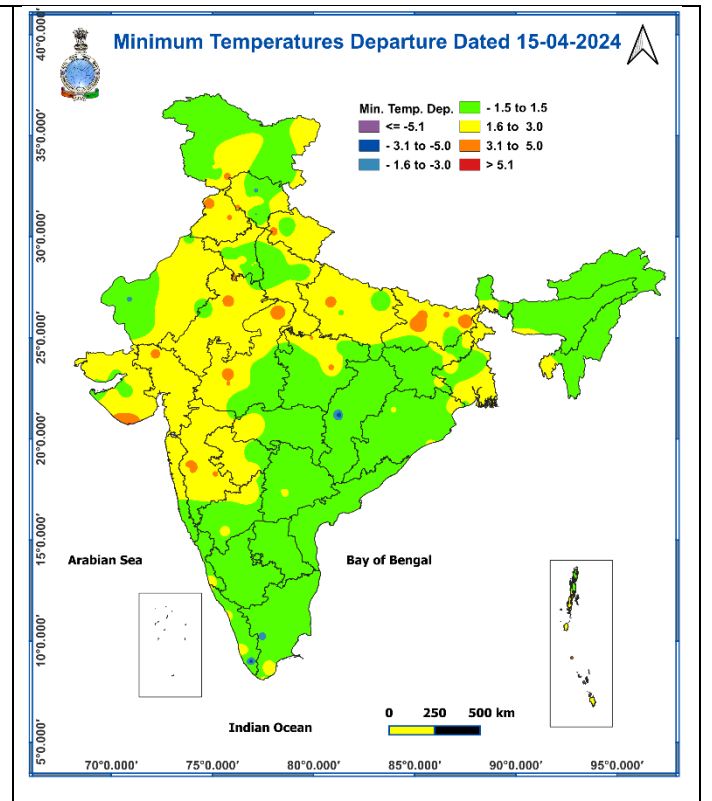 Minimum Temperatures Departure Dated 15-04-2024
Min. Temp. Dep.
<= -5.1
- 3.1 to -5.0
- 1.6 to -3.0
- 1.5 to 1.5
1.6 to 3.0
3.1 to 5.0
> 5.1
40°0.000'
35°0.000'
30°0.000'
25°0.000'
20°0.000'
15°0.000'
10°0.000'
5°0.000'
Arabian Sea
Bay of Bengal
Indian Ocean
0 250 500 km
70°0.000' 75°0.000' 80°0.000' 85°0.000' 90°0.000' 95°0.000'